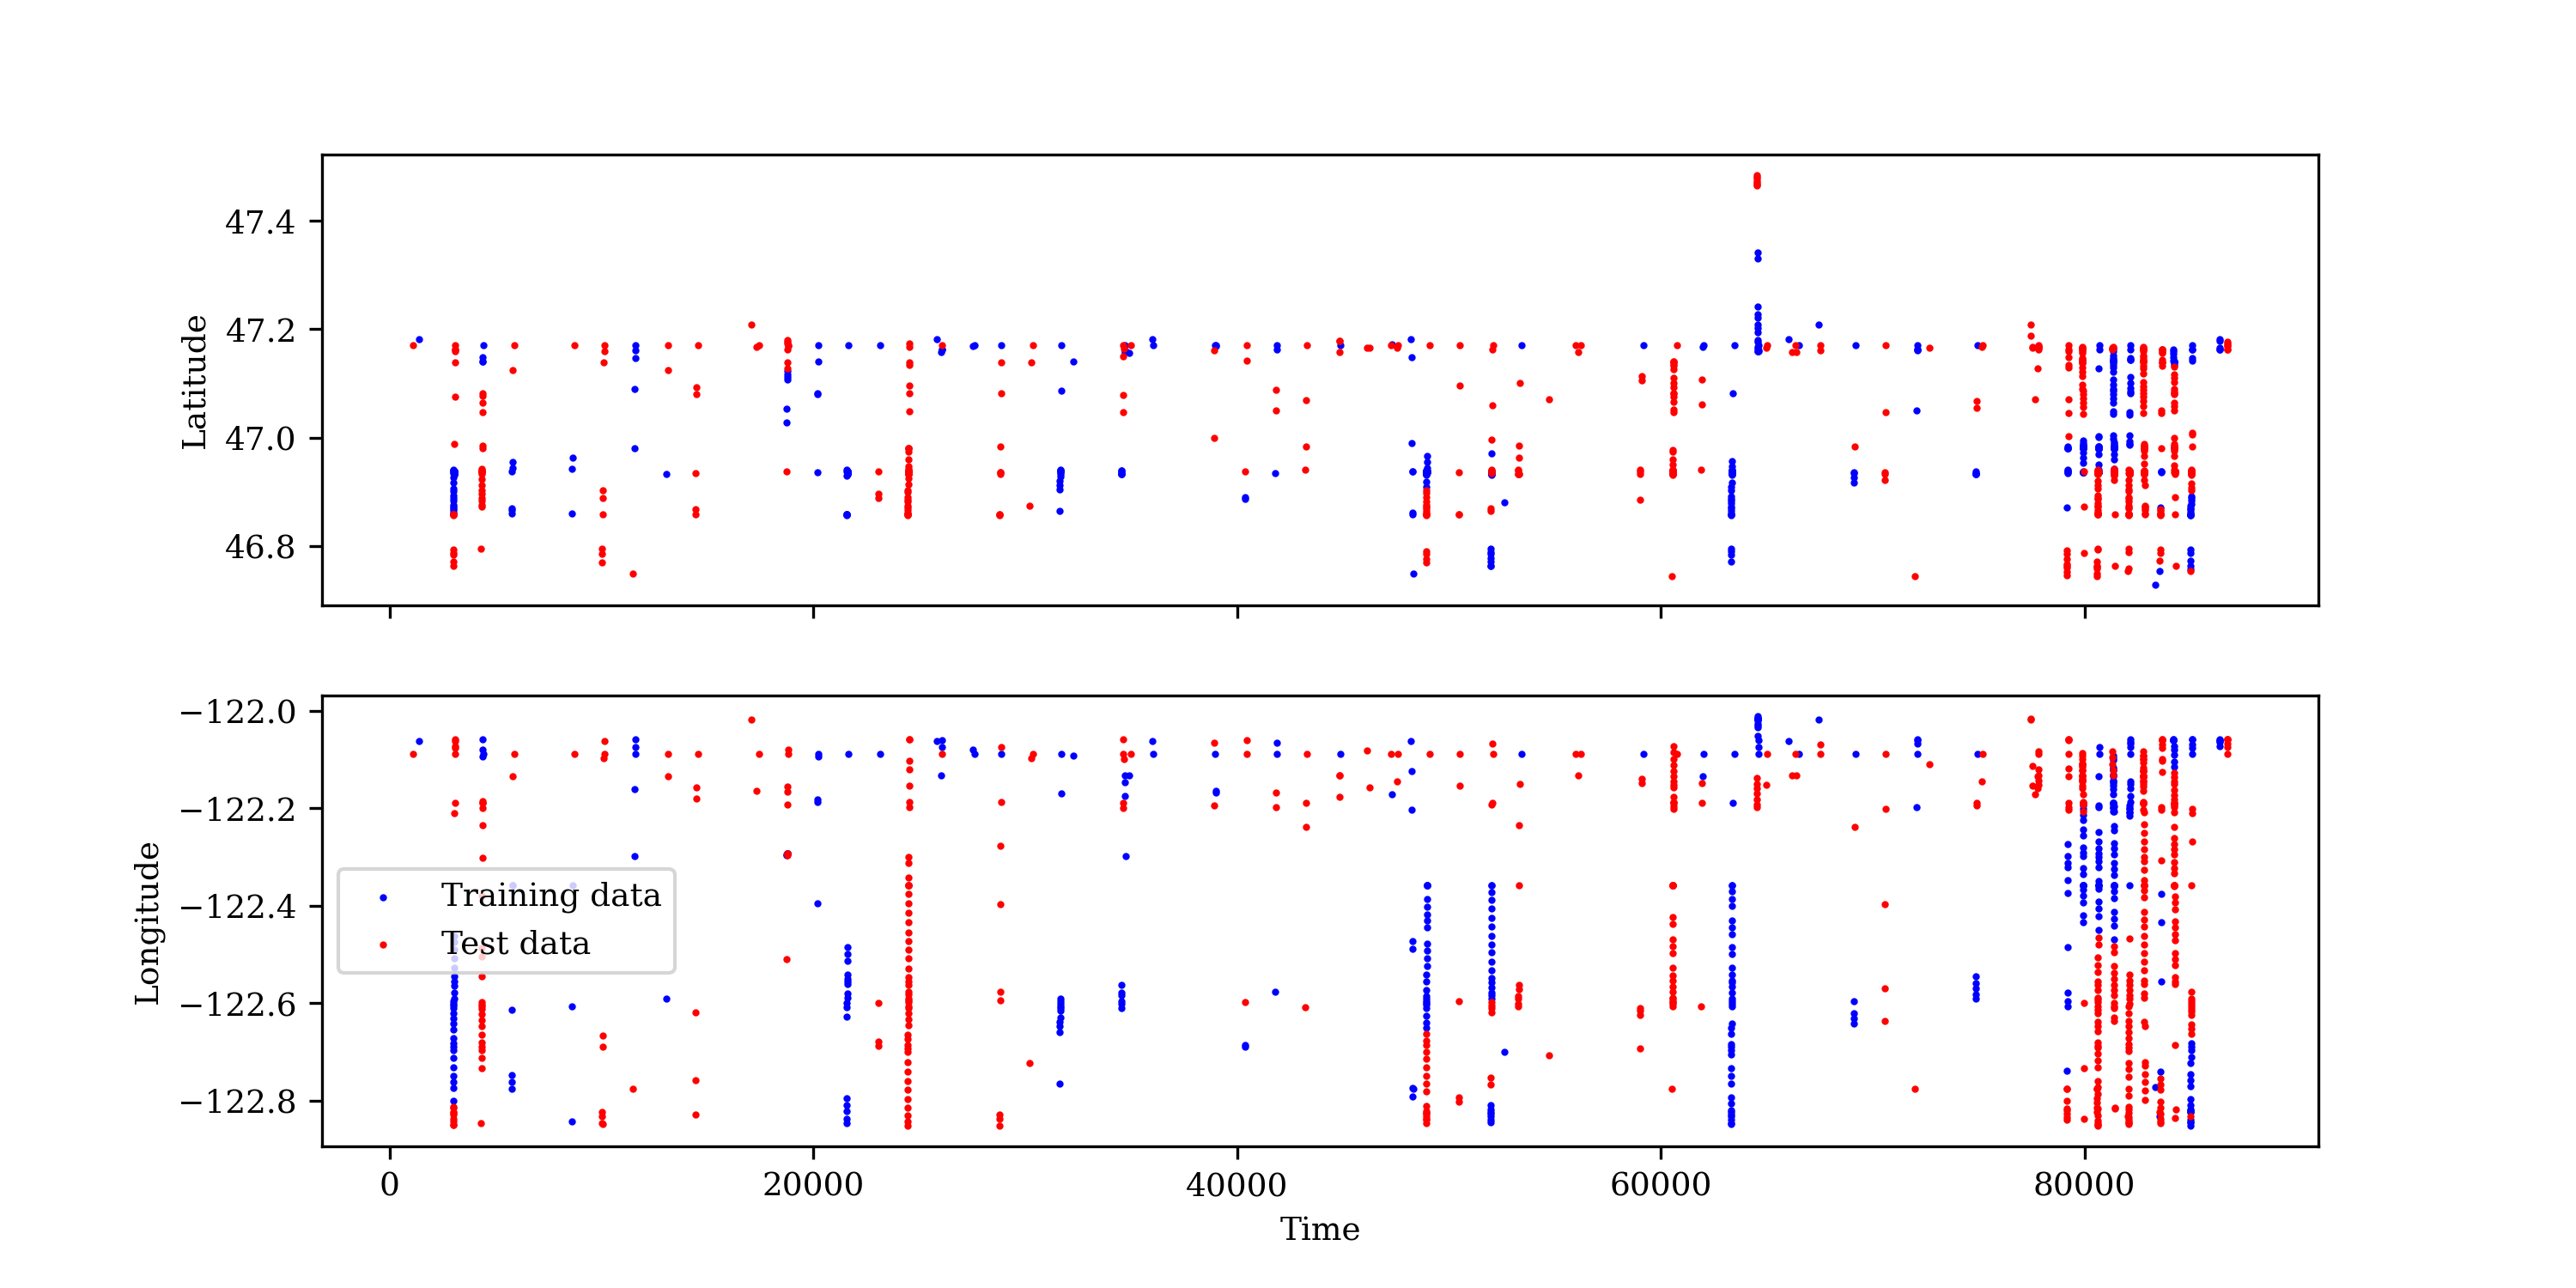 47.4
47.2
47.0
46.8
Latitude
−122.0
−122.2
−122.4
−122.6
−122.8
Longitude
Training data
Test data
0 20000 40000 60000 80000
Time